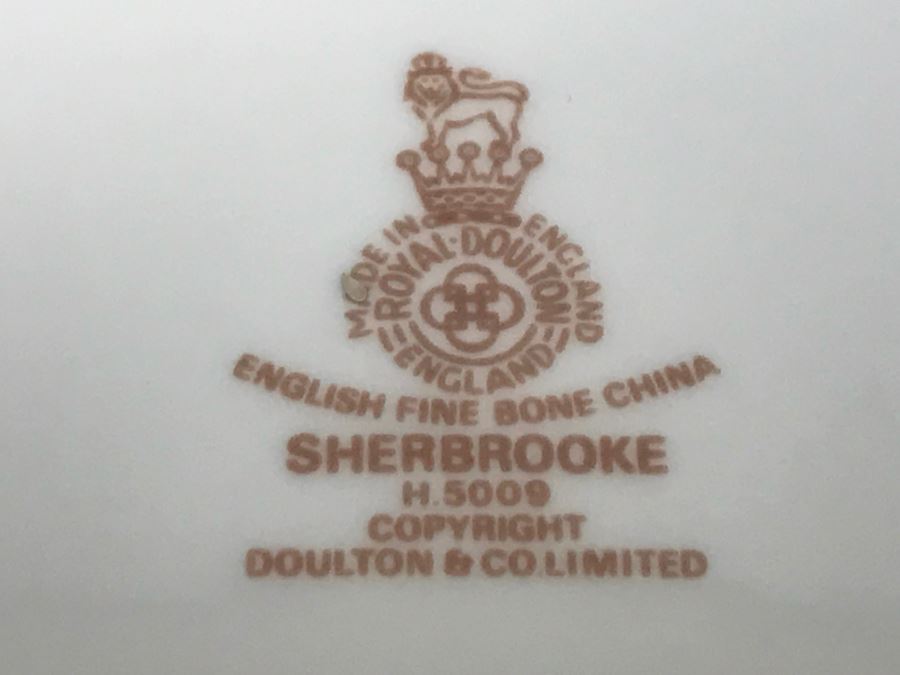 MADE IN ENGLAND
ROYAL·DOULTON
ENGLAND
ENGLISH FINE BONE CHINA
SHERBROOKE
H.5009
COPYRIGHT
DOULTON & CO.LIMITED